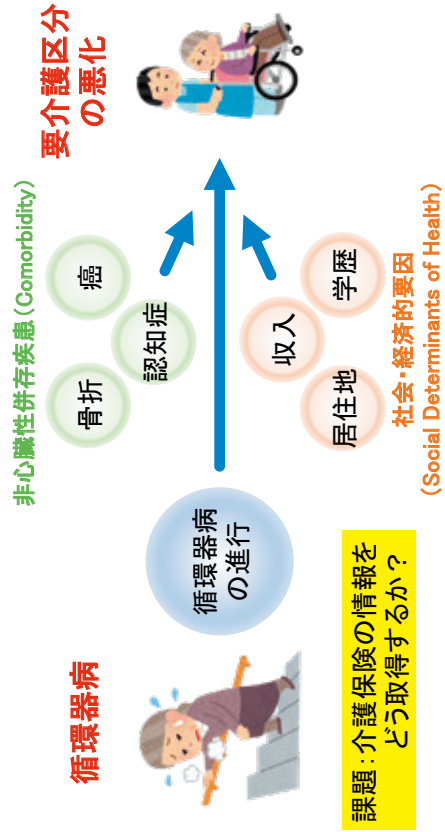 循環器病
循環器病
の進行
非心臓性併存疾患(Comorbidity)
骨折
癌
認知症
収入
居住地
学歴
社会・経済的要因
(Social Determinants of Health)
要介護区分
の悪化
課題:介護保険の情報を
どう取得するか?